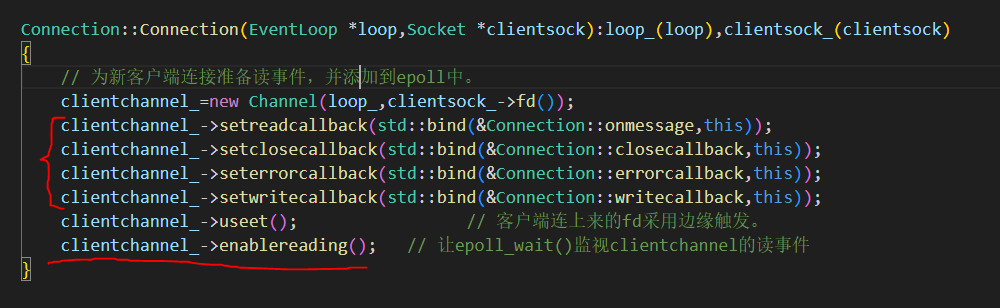 Connection::Connection(EventLoop *loop,Socket *clientsock):loop_(loop),clientsock_(clientsock)
{
    // 为新客户端连接准备读事件，并添加到epoll中。
    clientchannel_=new Channel(loop_,clientsock_->fd());
    clientchannel_->setreadcallback(std::bind(&Connection::onmessage,this));
    clientchannel_->setclosecallback(std::bind(&Connection::closecallback,this));
    clientchannel_->seterrorcallback(std::bind(&Connection::errorcallback,this));
    clientchannel_->setwritecallback(std::bind(&Connection::writecallback,this));
    clientchannel_->useet();                 // 客户端连上来的fd采用边缘触发。
    clientchannel_->enablereading();   // 让epoll_wait()监视clientchannel的读事件
}